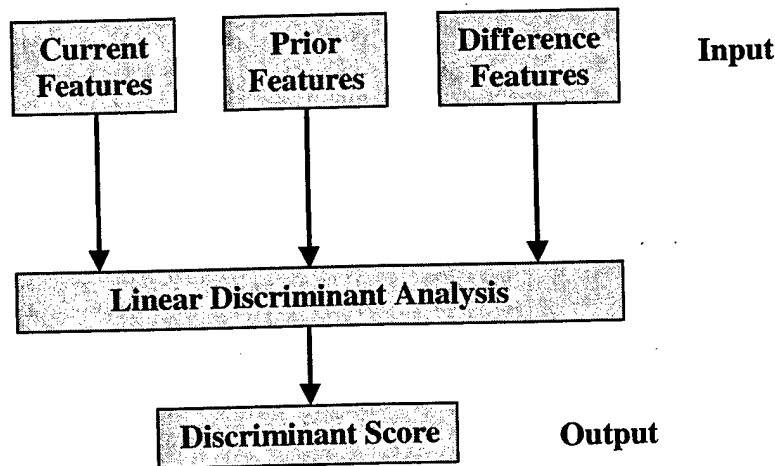 Current
Features
Prior
Features
Difference
Features
Input
Linear Discriminant Analysis
Discriminant Score
Output